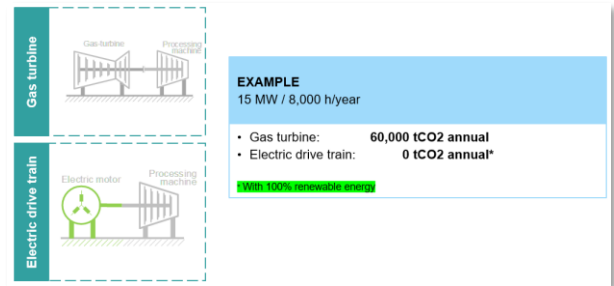 Gas turbine
Gas-turbine
Processing
machine
EXAMPLE
15 MW / 8,000 h/year
• Gas turbine: 60,000 tCO2 annual
• Electric drive train: 0 tCO2 annual*
* With 100% renewable energy
Electric drive train
Electric motor
Processing
machine